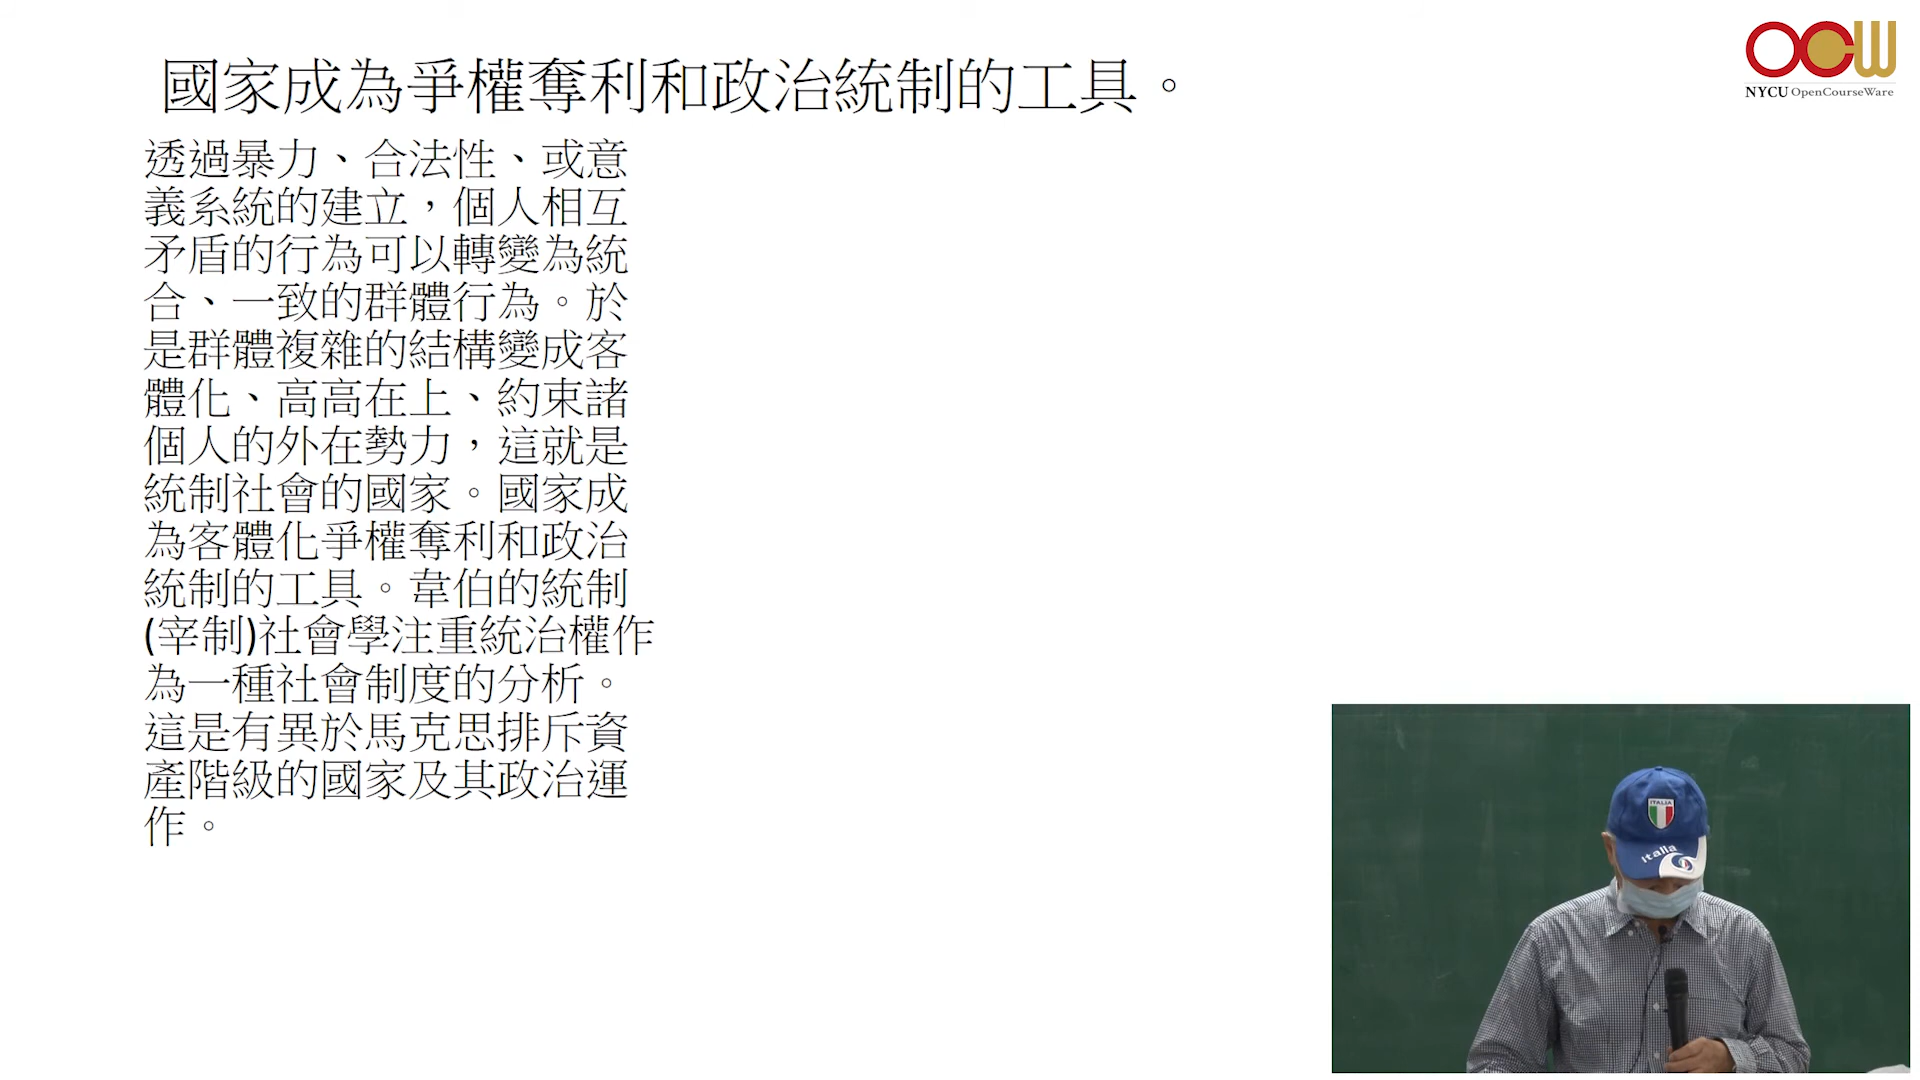 OCW
NYCU OpenCourseWare
國家成為爭權奪利和政治統制的工具。
透過暴力、合法性、或意
義系統的建立，個人相互
矛盾的行為可以轉變為統
合、一致的群體行為。於
是群體複雜的結構變成客
體化、高高在上、約束諸
個人的外在勢力，這就是
統制社會的國家。國家成
為客體化爭權奪利和政治
統制的工具。韋伯的統制
(宰制)社會學注重統治權作
為一種社會制度的分析。
這是有異於馬克思排斥資
產階級的國家及其政治運
作。
ITALIA
Italia